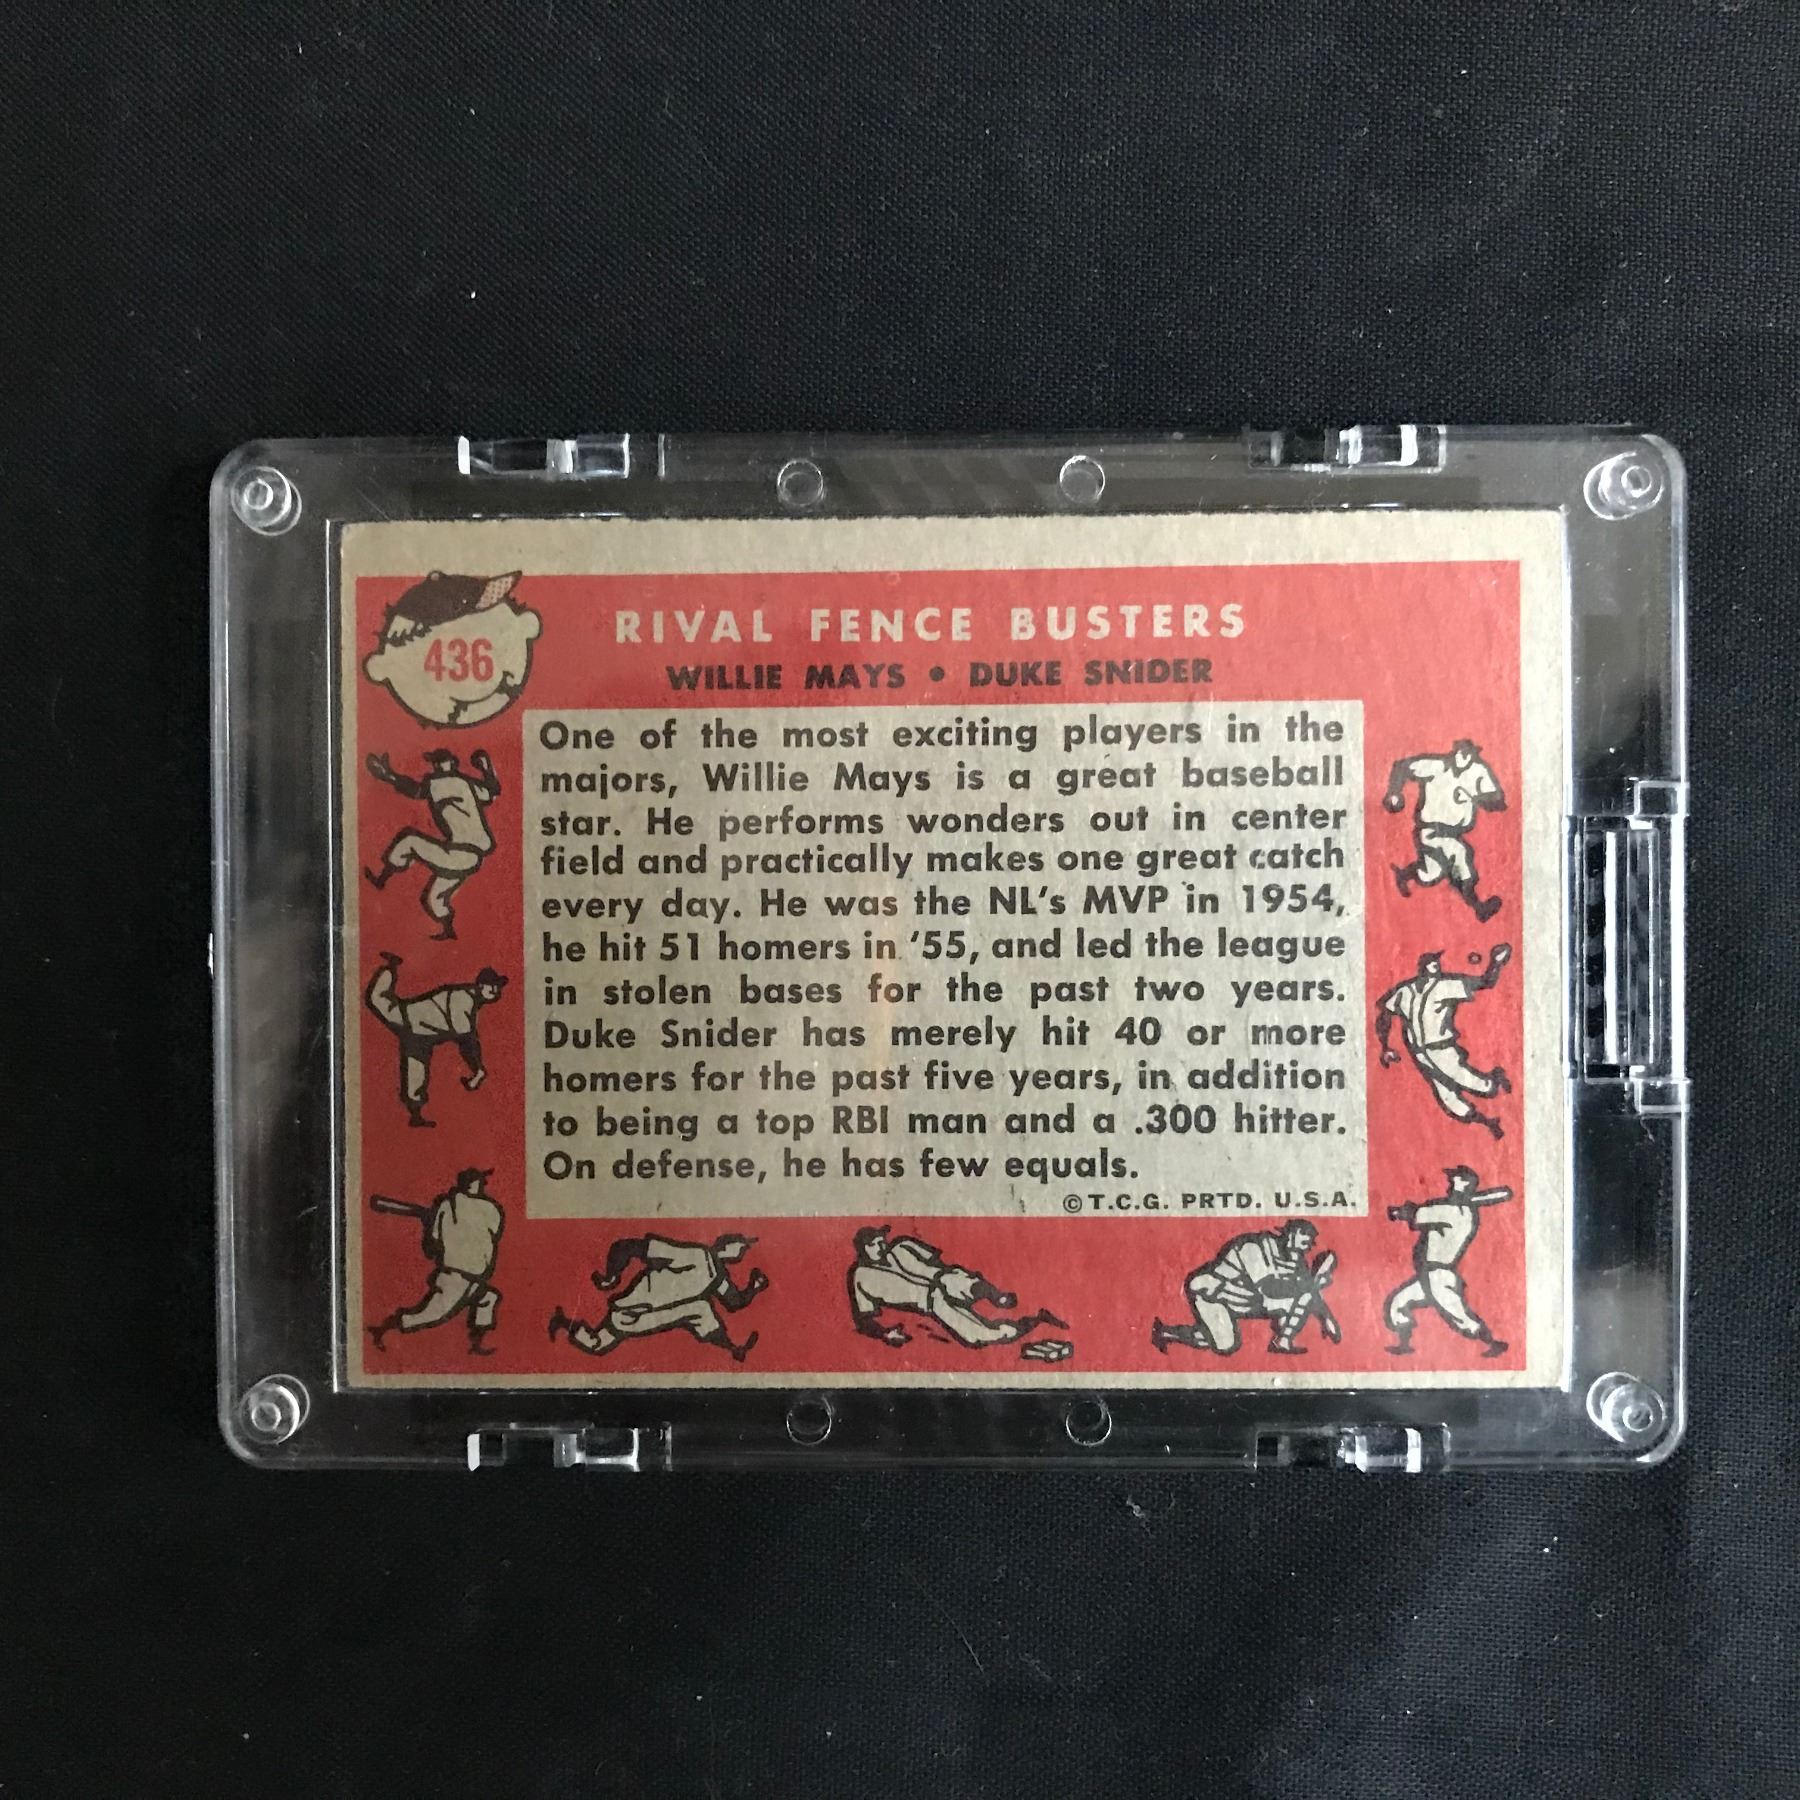 436
RIVAL FENCE BUSTERS
WILLIE MAYS • DUKE SNIDER
One of the most exciting players in the
majors, Willie Mays is a great baseball
star. He performs wonders out in center
field and practically makes one great catch
every day. He was the NL's MVP in 1954,
he hit 51 homers in '55, and led the league
in stolen bases for the past two years.
Duke Snider has merely hit 40 or more
homers for the past five years, in addition
to being a top RBI man and a .300 hitter.
On defense, he has few equals.
© T.C.G. PRTD. U.S.A.